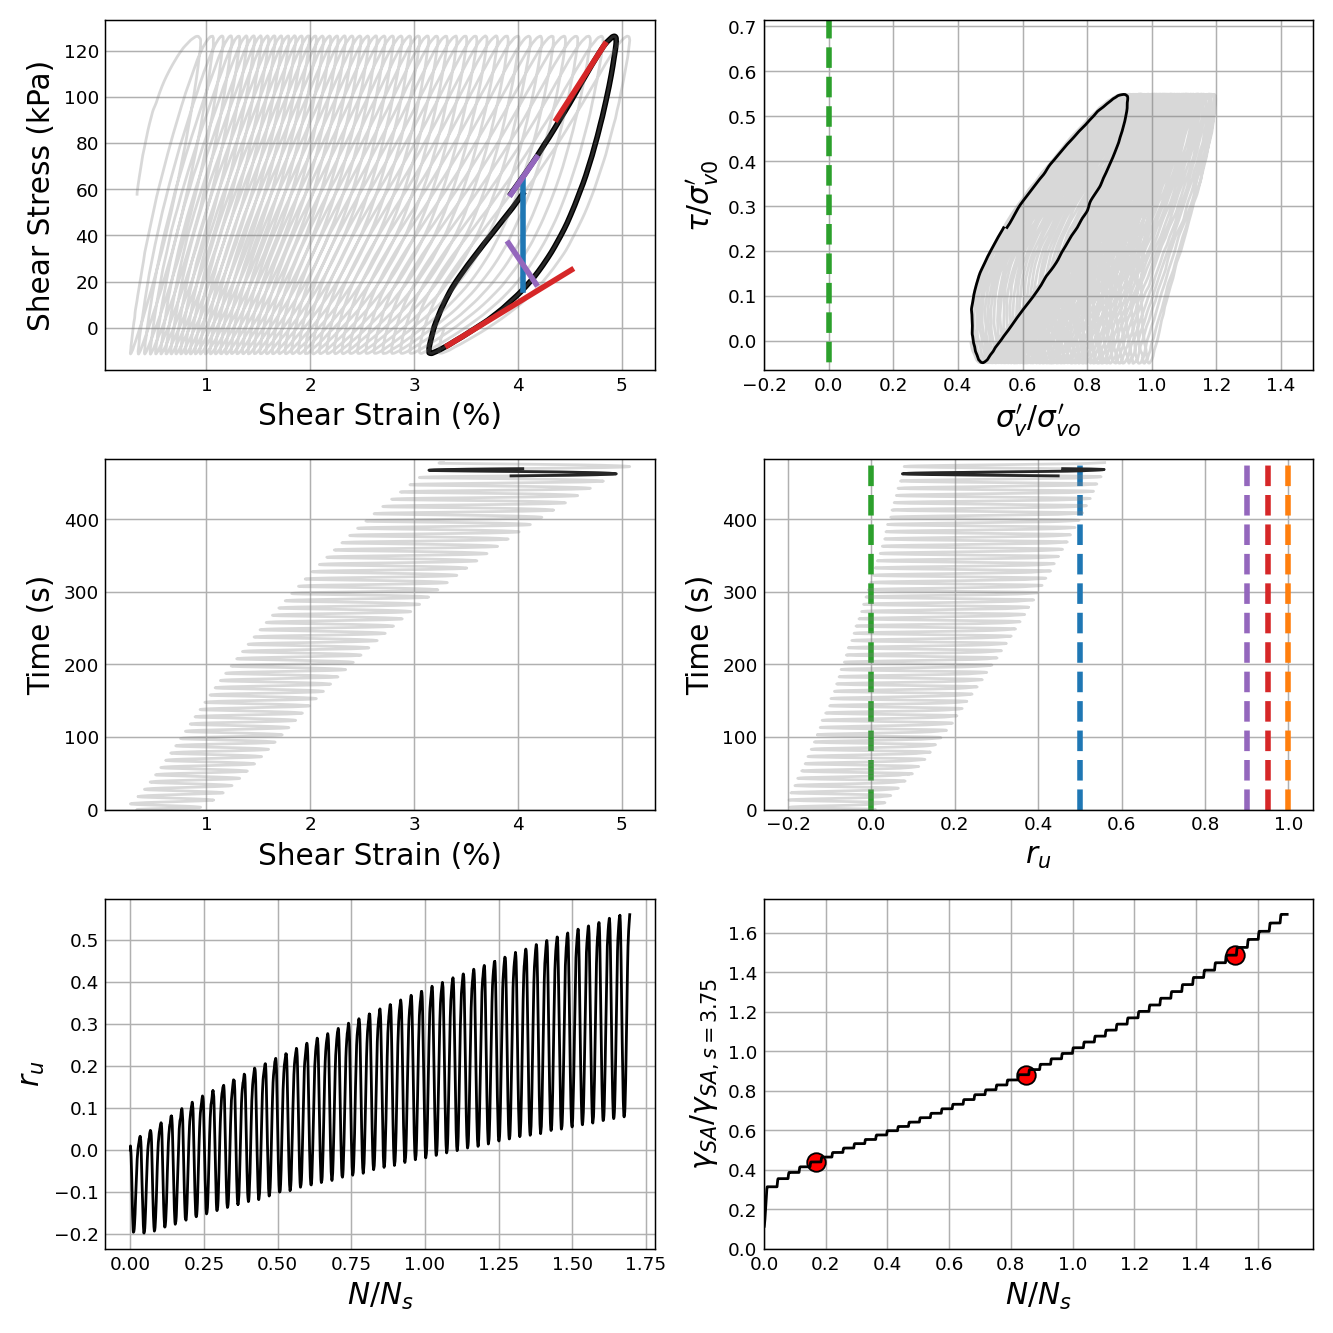 Shear Stress (kPa)
120
100
80
60
40
20
0
1 2 3 4 5
Shear Strain (%)
τ/σ′v0
0.7
0.6
0.5
0.4
0.3
0.2
0.1
0.0
−0.2 0.0 0.2 0.4 0.6 0.8 1.0 1.2 1.4
σ′v/σ′vo
Time (s)
400
300
200
100
0
1 2 3 4 5
Shear Strain (%)
Time (s)
400
300
200
100
0
−0.2 0.0 0.2 0.4 0.6 0.8 1.0
ru
ru
0.5
0.4
0.3
0.2
0.1
0.0
−0.1
−0.2
0.00 0.25 0.50 0.75 1.00 1.25 1.50 1.75
N/Ns
γSA/γSA, s = 3.75
1.6
1.4
1.2
1.0
0.8
0.6
0.4
0.2
0.0
0.0 0.2 0.4 0.6 0.8 1.0 1.2 1.4 1.6
N/Ns